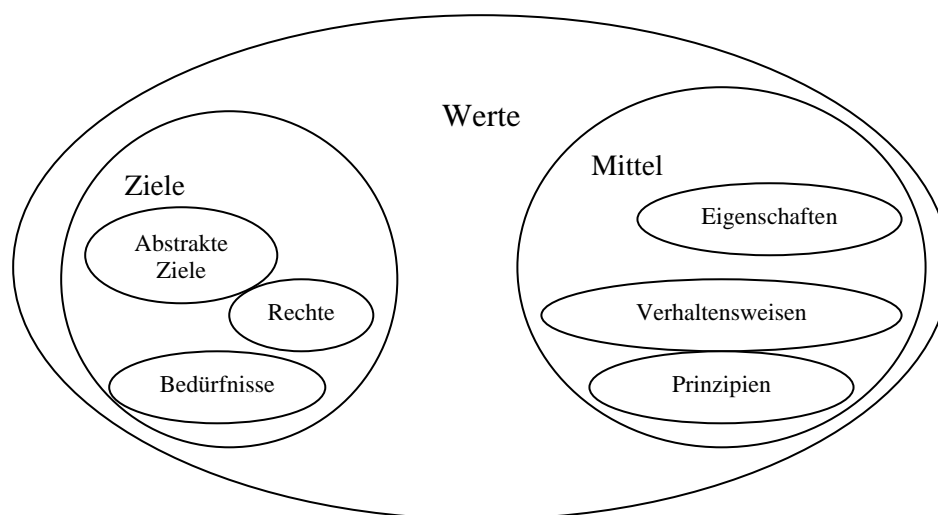 Werte
Ziele
Abstrakte
Ziele
Rechte
Bedürfnisse
Mittel
Eigenschaften
Verhaltensweisen
Prinzipien